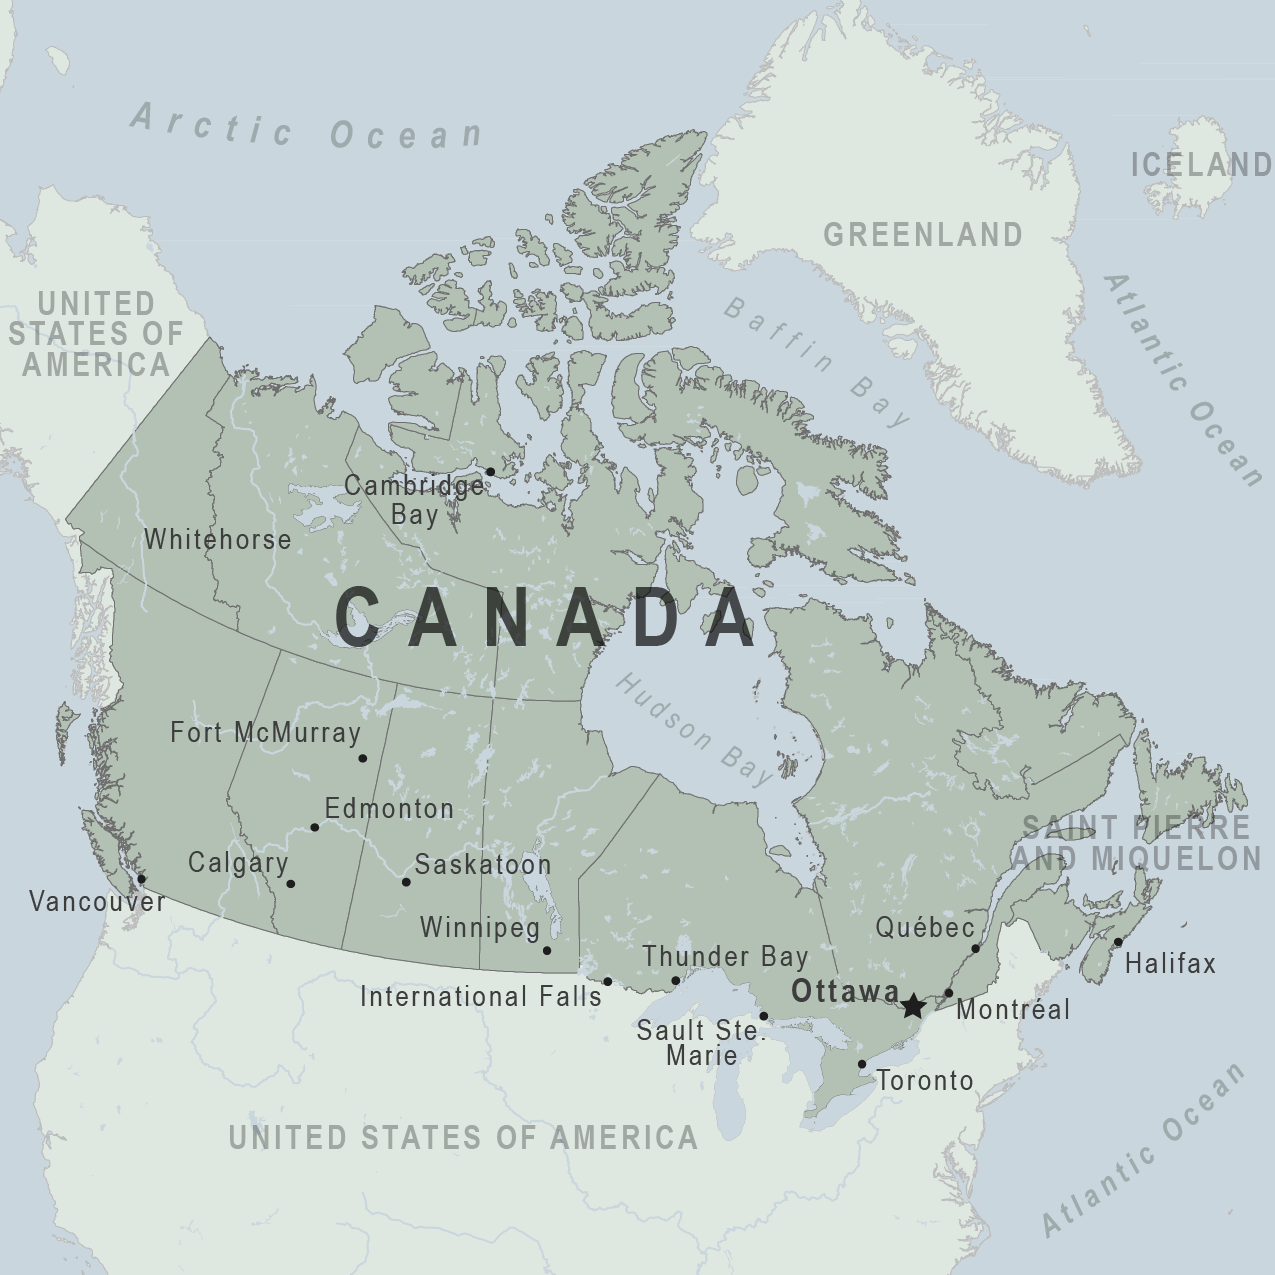 Arctic Ocean
ICELAND
GREENLAND
UNITED
STATES OF
AMERICA
Baffin Bay
Atlantic Ocean
Cambridge
Bay
Whitehorse
CANADA
Hudson Bay
Fort McMurray
Edmonton
SAINT PIERRE
AND MIQUELON
Calgary
Saskatoon
Vancouver
Winnipeg
Québec
Thunder Bay
Halifax
International Falls
Ottawa
Montréal
Sault Ste.
Marie
Toronto
UNITED STATES OF AMERICA
Atlantic Ocean